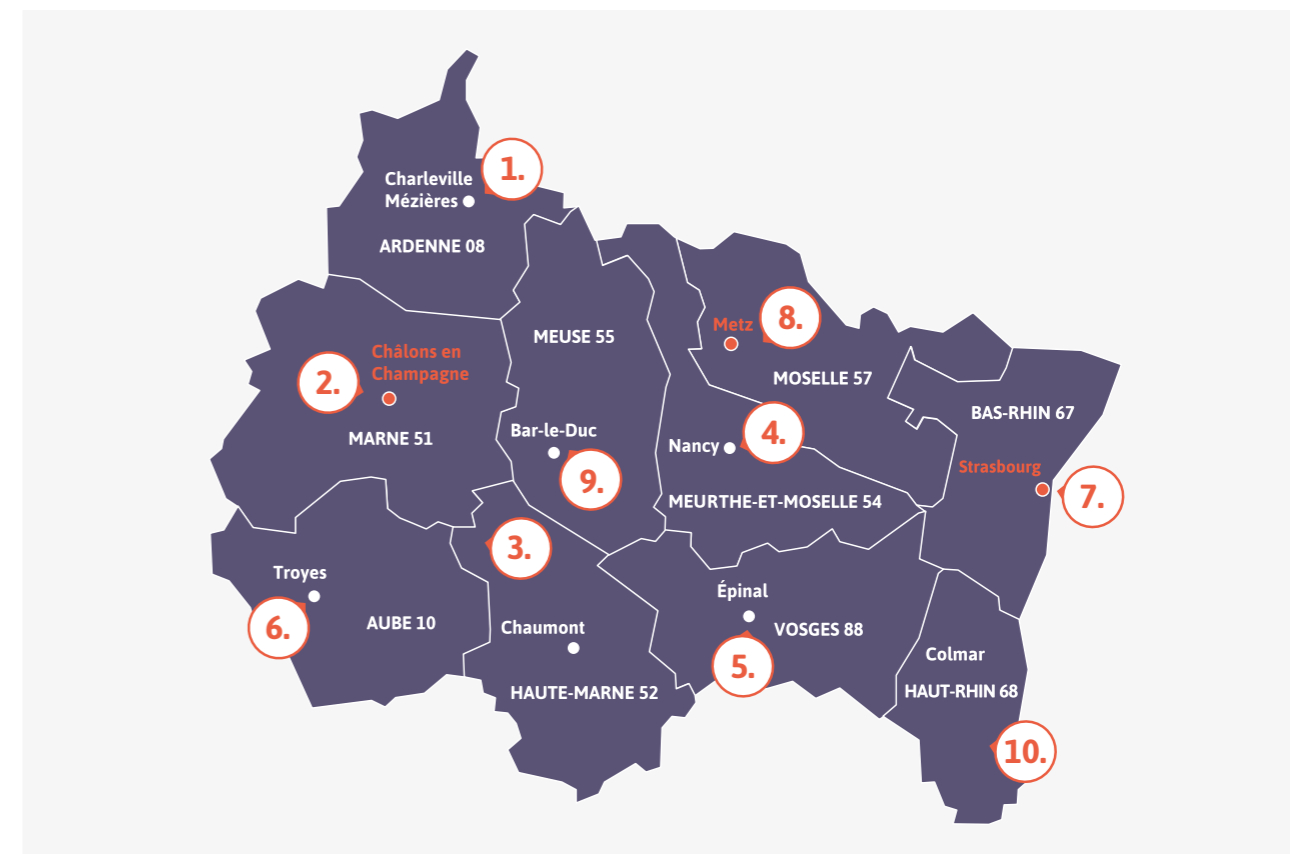 1.
Charleville
Mézières
ARDENNE 08
MEUSE 55
Metz
8.
Châlons en
Champagne
2.
MOSELLE 57
BAS-RHIN 67
MARNE 51
Bar-le-Duc
Nancy
4.
9.
Strasbourg
7.
MEURTHE-ET-MOSELLE 54
3.
Troyes
6.
AUBE 10
Chaumont
Épinal
VOSGES 88
5.
Colmar
HAUTE-MARNE 52
HAUT-RHIN 68
10.